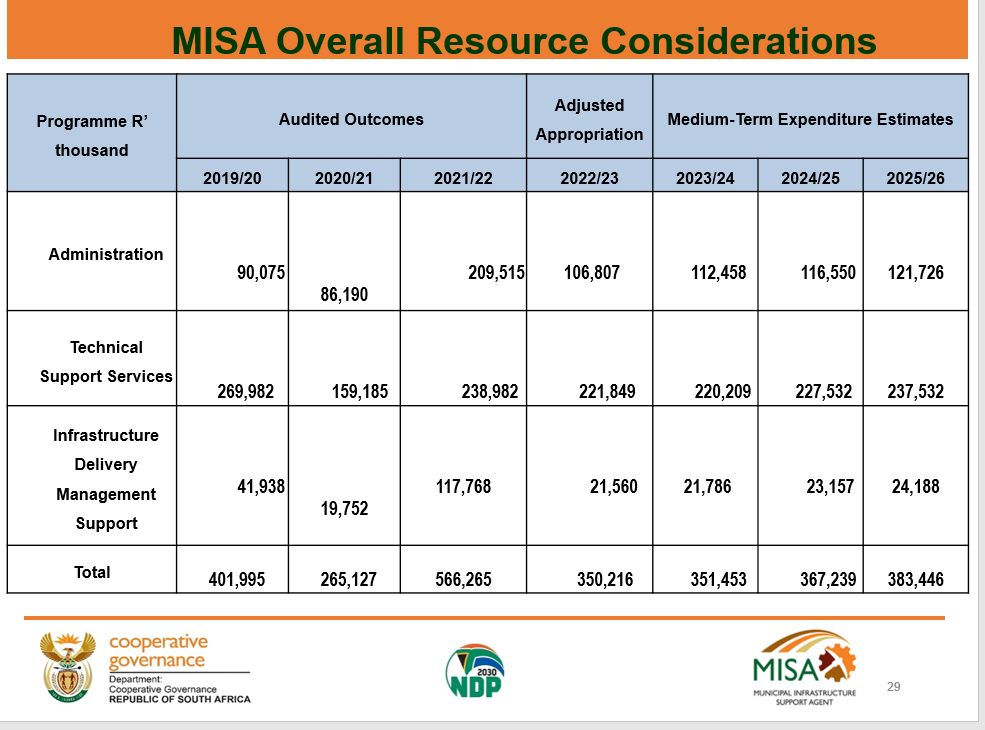 MISA Overall Resource Considerations
Programme R’
thousand
Audited Outcomes
Adjusted
Appropriation
Medium-Term Expenditure Estimates
2019/20 2020/21 2021/22 2022/23 2023/24 2024/25 2025/26
Administration
90,075 86,190 209,515 106,807 112,458 116,550 121,726
Technical
Support Services
269,982 159,185 238,982 221,849 220,209 227,532 237,532
Infrastructure
Delivery
Management
Support
41,938 19,752 117,768 21,560 21,786 23,157 24,188
Total 401,995 265,127 566,265 350,216 351,453 367,239 383,446
cooperative
governance
Department:
Cooperative Governance
REPUBLIC OF SOUTH AFRICA
2030
NDP
MISA
MUNICIPAL INFRASTRUCTURE
SUPPORT AGENT
29